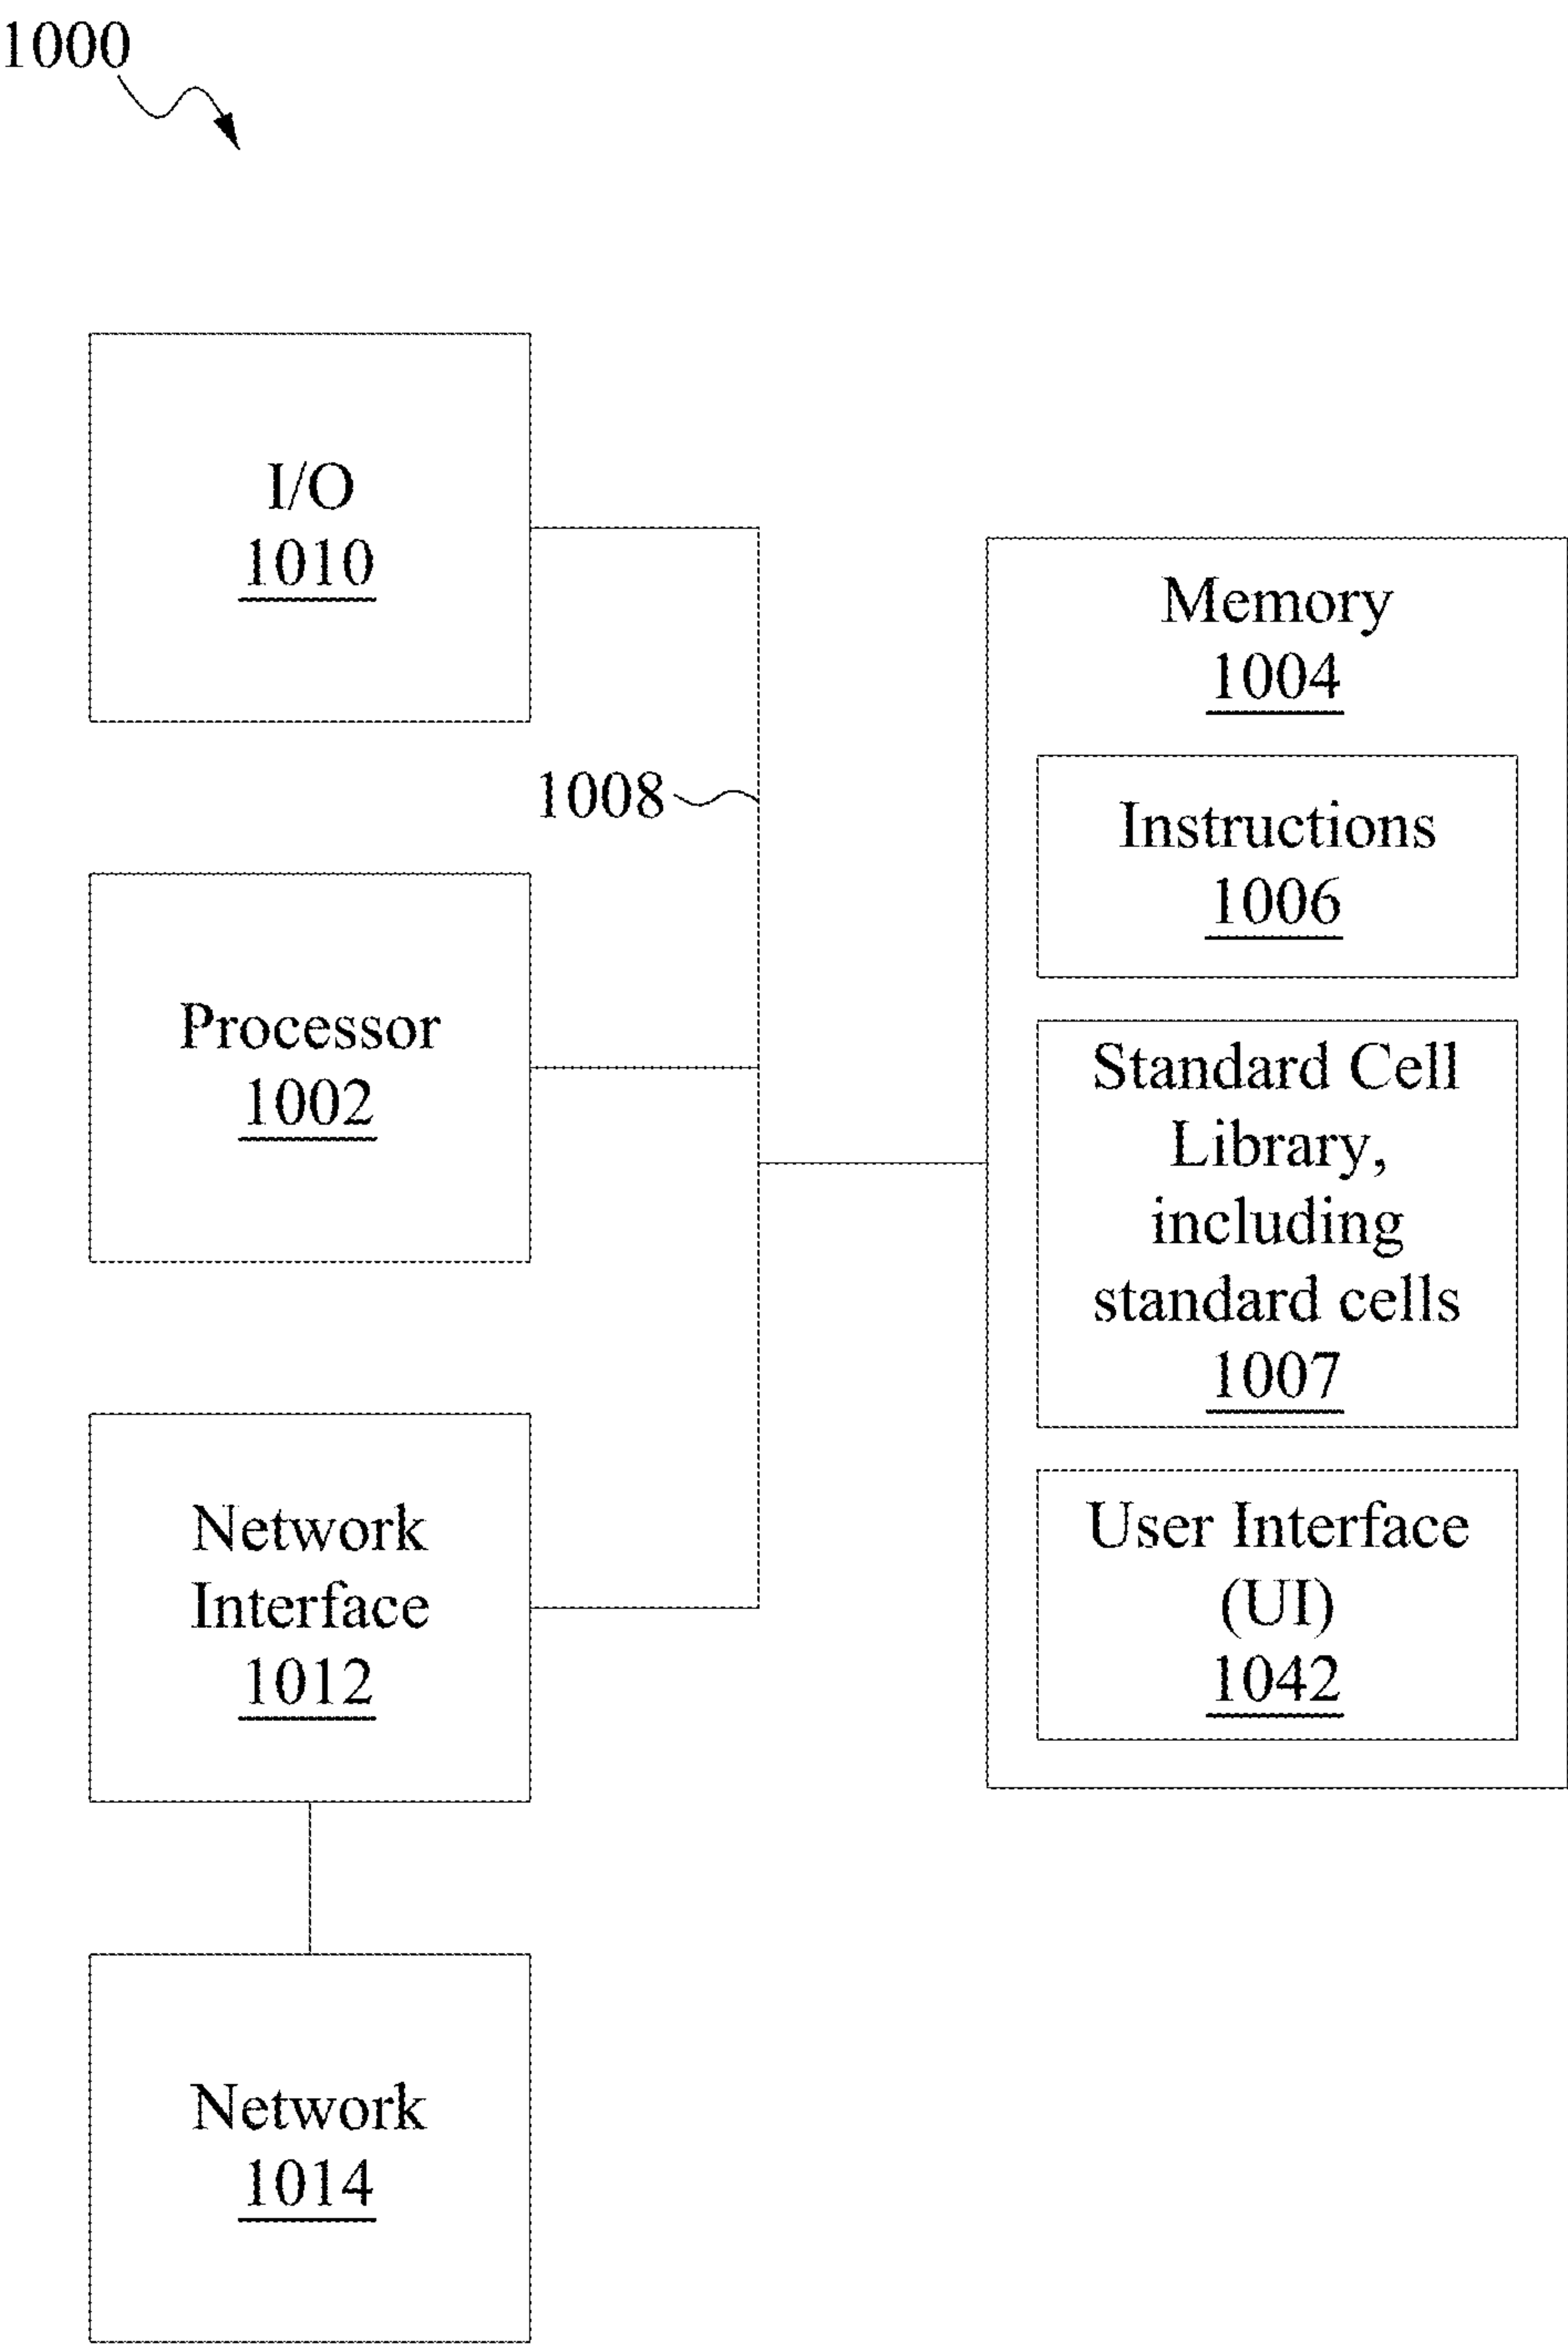 1000
I/O
1010
1008
Processor
1002
Network
Interface
1012
Network
1014
Memory
1004
Instructions
1006
Standard Cell
Library,
including
standard cells
1007
User Interface
(UI)
1042